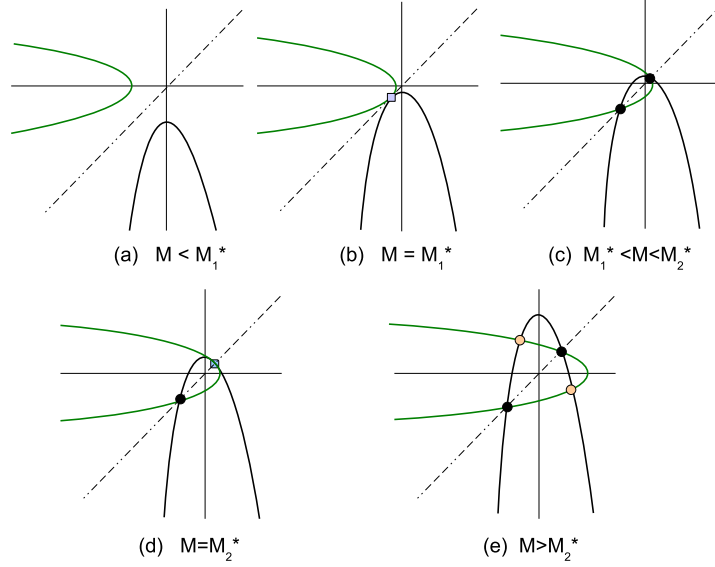 (a) M < M₁*
(b) M = M₁*
(c) M₁* <M<M₂*
(d) M=M₂*
(e) M>M₂*